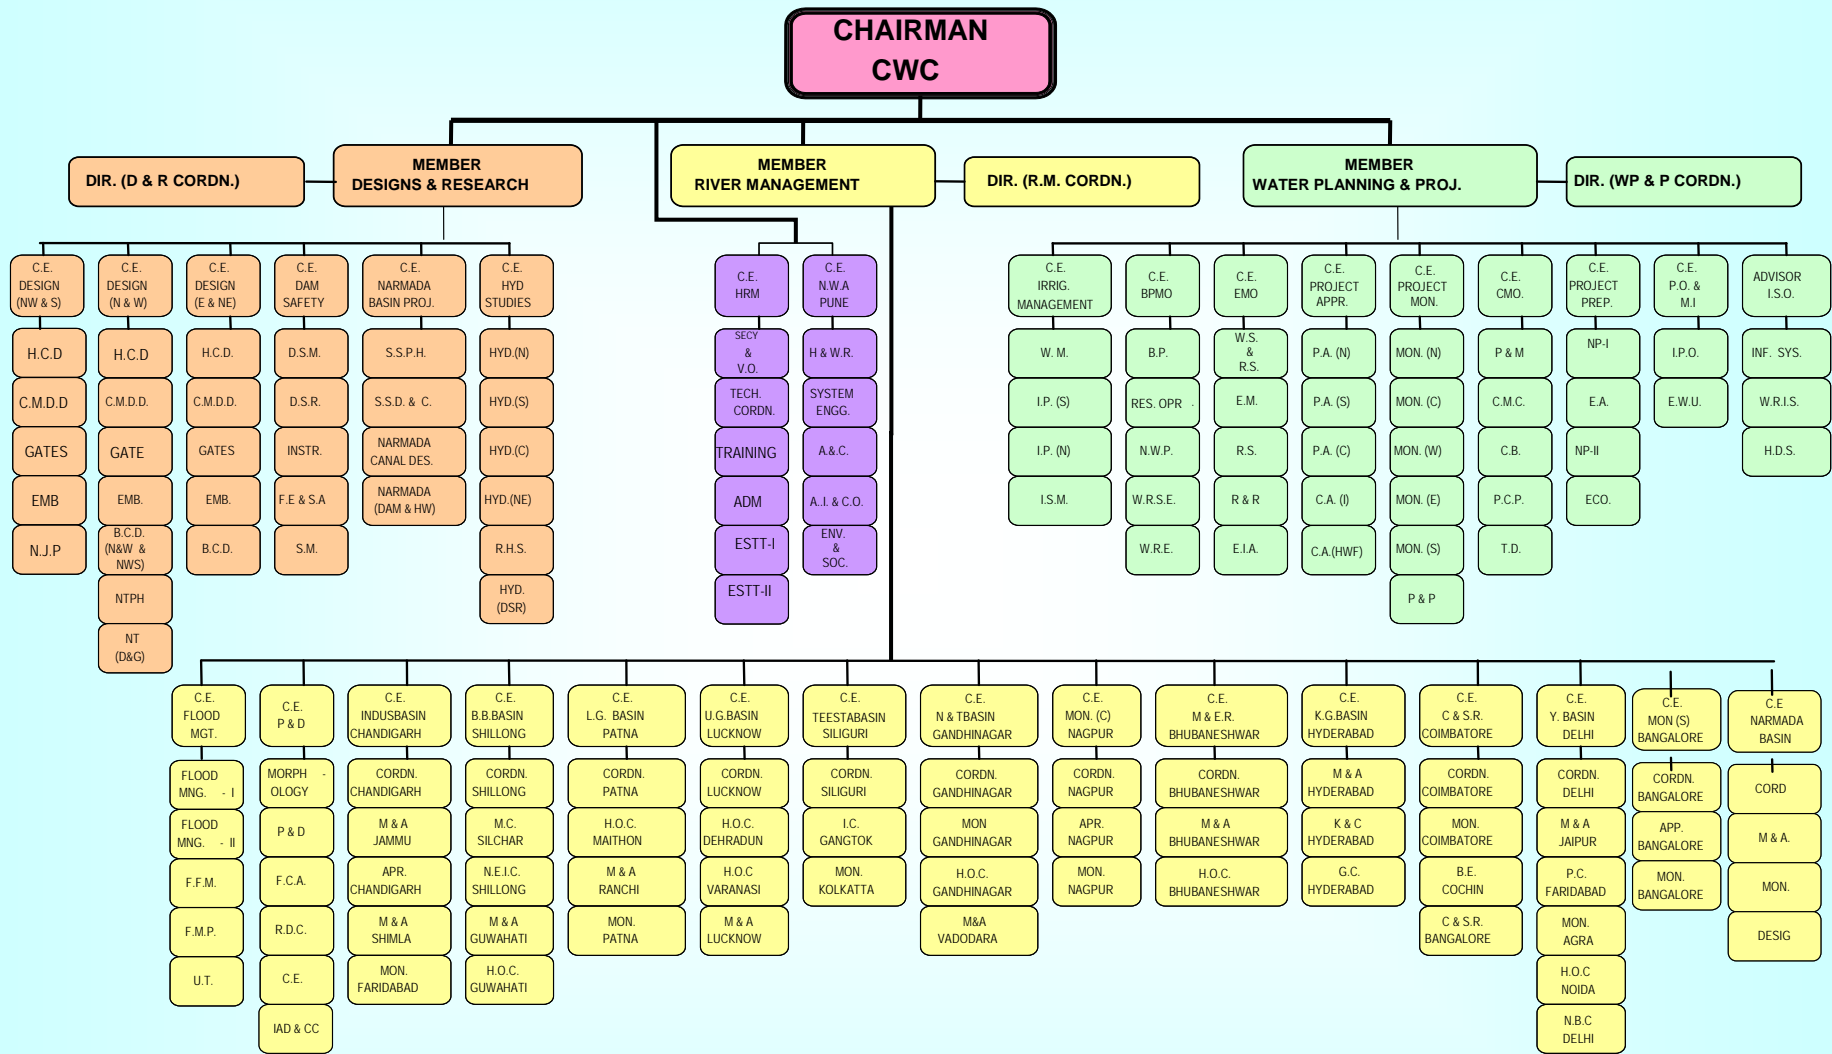 CHAIRMAN
CWC
DIR. (D & R CORDN.)
MEMBER
DESIGNS & RESEARCH
MEMBER
RIVER MANAGEMENT
DIR. (R.M. CORDN.)
MEMBER
WATER PLANNING & PROJ.
DIR. (WP & P CORDN.)
C.E.
DESIGN
(NW & S)
H.C.D
C.M.D.D
GATES
EMB
N.J.P
C.E.
DESIGN
(N & W)
H.C.D
C.M.D.D.
GATE
EMB.
B.C.D.
(N&W &
NWS)
NTPH
NT
(D&G)
C.E.
DESIGN
(E & NE)
H.C.D.
C.M.D.D.
GATES
EMB.
B.C.D.
C.E.
DAM
SAFETY
D.S.M.
D.S.R.
INSTR.
F.E & S.A
S.M.
C.E.
NARMADA
BASIN PROJ.
S.S.P.H.
S.S.D. & C.
NARMADA
CANAL DES.
NARMADA
(DAM & HW)
C.E.
HYD
STUDIES
HYD.(N)
HYD.(S)
HYD.(C)
HYD.(NE)
R.H.S.
HYD.
(DSR)
C.E.
HRM
SECY
&
V.O.
TECH.
CORDN.
TRAINING
ADM
ESTT-I
ESTT-II
C.E.
N.W.A
PUNE
H & W.R.
SYSTEM
ENGG.
A.&.C.
A..I. & C.O.
ENV.
&
SOC.
C.E.
IRRIG.
MANAGEMENT
W. M.
I.P. (S)
I.P. (N)
I.S.M.
C.E.
BPMO
B.P.
RES. OPR .
N.W.P.
W.R.S.E.
W.R.E.
C.E.
EMO
W.S.
&
R.S.
E.M.
R.S.
R & R
E.I.A.
C.E.
PROJECT
APPR.
P.A. (N)
P.A. (S)
P.A. (C)
C.A. (I)
C.A.(HWF)
C.E.
PROJECT
MON.
MON. (N)
MON. (C)
MON. (W)
MON. (E)
MON. (S)
P & P
C.E.
CMO.
P & M
C.M.C.
C.B.
P.C.P.
T.D.
C.E.
PROJECT
PREP.
NP-I
E.A.
NP-II
ECO.
C.E.
P.O. &
M.I
I.P.O.
E.W.U.
ADVISOR
I.S.O.
INF. SYS.
W.R.I.S.
H.D.S.
C.E.
FLOOD
MGT.
FLOOD
MNG. - I
FLOOD
MNG. - II
F.F.M.
F.M.P.
U.T.
C.E.
P & D
MORPH -
OLOGY
P & D
F.C.A.
R.D.C.
C.E.
IAD & CC
C.E.
INDUSBASIN
CHANDIGARH
CORDN.
CHANDIGARH
M & A
JAMMU
APR.
CHANDIGARH
M & A
SHIMLA
MON.
FARIDABAD
C.E.
B.B.BASIN
SHILLONG
CORDN.
SHILLONG
M.C.
SILCHAR
N.E.I.C.
SHILLONG
M & A
GUWAHATI
H.O.C.
GUWAHATI
C.E.
L.G. BASIN
PATNA
CORDN.
PATNA
H.O.C.
MAITHON
M & A
RANCHI
MON.
PATNA
C.E.
U.G.BASIN
LUCKNOW
CORDN.
LUCKNOW
H.O.C.
DEHRADUN
H.O.C
VARANASI
M & A
LUCKNOW
C.E.
TEESTABASIN
SILIGURI
CORDN.
SILIGURI
I.C.
GANGTOK
MON.
KOLKATTA
C.E.
N & TBASIN
GANDHINAGAR
CORDN.
GANDHINAGAR
MON
GANDHINAGAR
H.O.C.
GANDHINAGAR
M&A
VADODARA
C.E.
MON. (C)
NAGPUR
CORDN.
NAGPUR
APR.
NAGPUR
MON.
NAGPUR
C.E.
M & E.R.
BHUBANESHWAR
CORDN.
BHUBANESHWAR
M & A
BHUBANESHWAR
H.O.C.
BHUBANESHWAR
C.E.
K.G.BASIN
HYDERABAD
M & A
HYDERABAD
K & C
HYDERABAD
G.C.
HYDERABAD
C.E.
C & S.R.
COIMBATORE
CORDN.
COIMBATORE
MON.
COIMBATORE
B.E.
COCHIN
C & S.R.
BANGALORE
C.E.
Y. BASIN
DELHI
CORDN.
DELHI
M & A
JAIPUR
P.C.
FARIDABAD
MON.
AGRA
H.O.C
NOIDA
N.B.C
DELHI
C.E.
MON (S)
BANGALORE
CORDN.
BANGALORE
APP.
BANGALORE
MON.
BANGALORE
C.E
NARMADA
BASIN
CORD
M & A.
MON.
DESIG